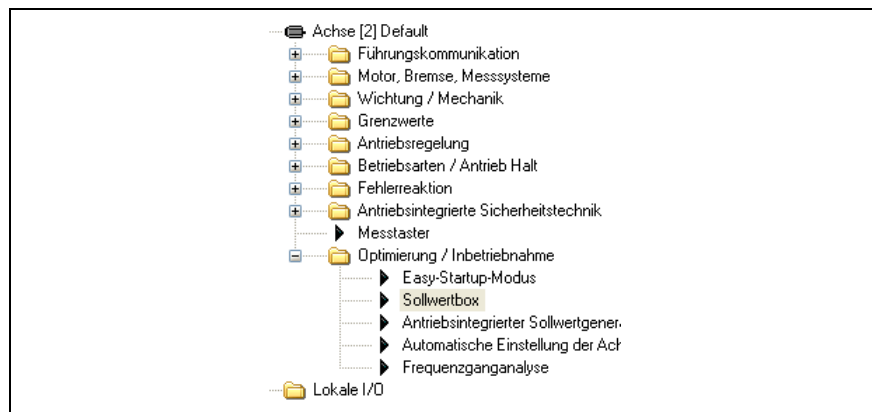 Achse [2] Default
Führungskommunikation
Motor, Bremse, Messsysteme
Wichtung / Mechanik
Grenzwerte
Antriebsregelung
Betriebsarten / Antrieb Halt
Fehlerreaktion
Antriebsintegrierte Sicherheitstechnik
Messtaster
Optimierung / Inbetriebnahme
Easy-Startup-Modus
Sollwertbox
Antriebsintegrierter Sollwertgener
Automatische Einstellung der Ach
Frequenzganganalyse
Lokale I/O